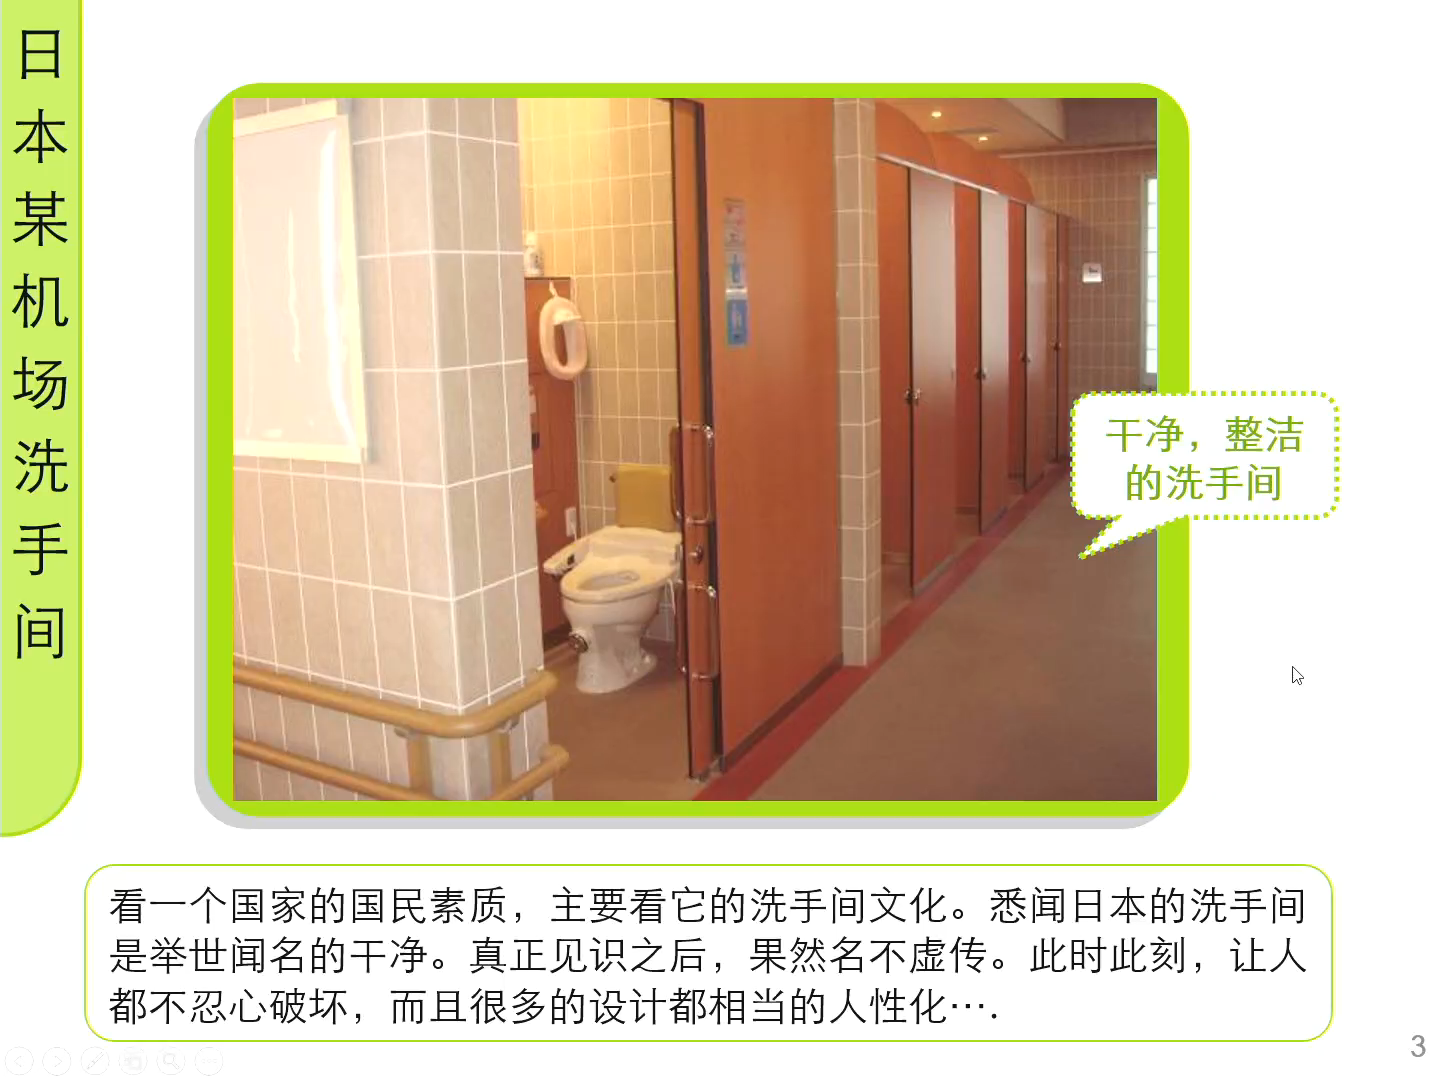 日本某机场洗手间
干净，整洁
的洗手间
看一个国家的国民素质，主要看它的洗手间文化。悉闻日本的洗手间
是举世闻名的干净。真正见识之后，果然名不虚传。此时此刻，让人
都不忍心破坏，而且很多的设计都相当的人性化….
3